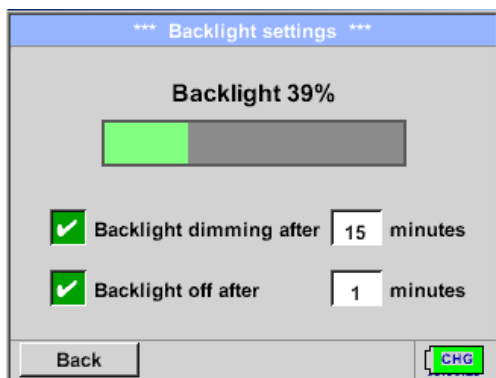 *** Backlight settings ***
Backlight 39%
Backlight dimming after 15 minutes
Backlight off after 1 minutes
Back
CHG